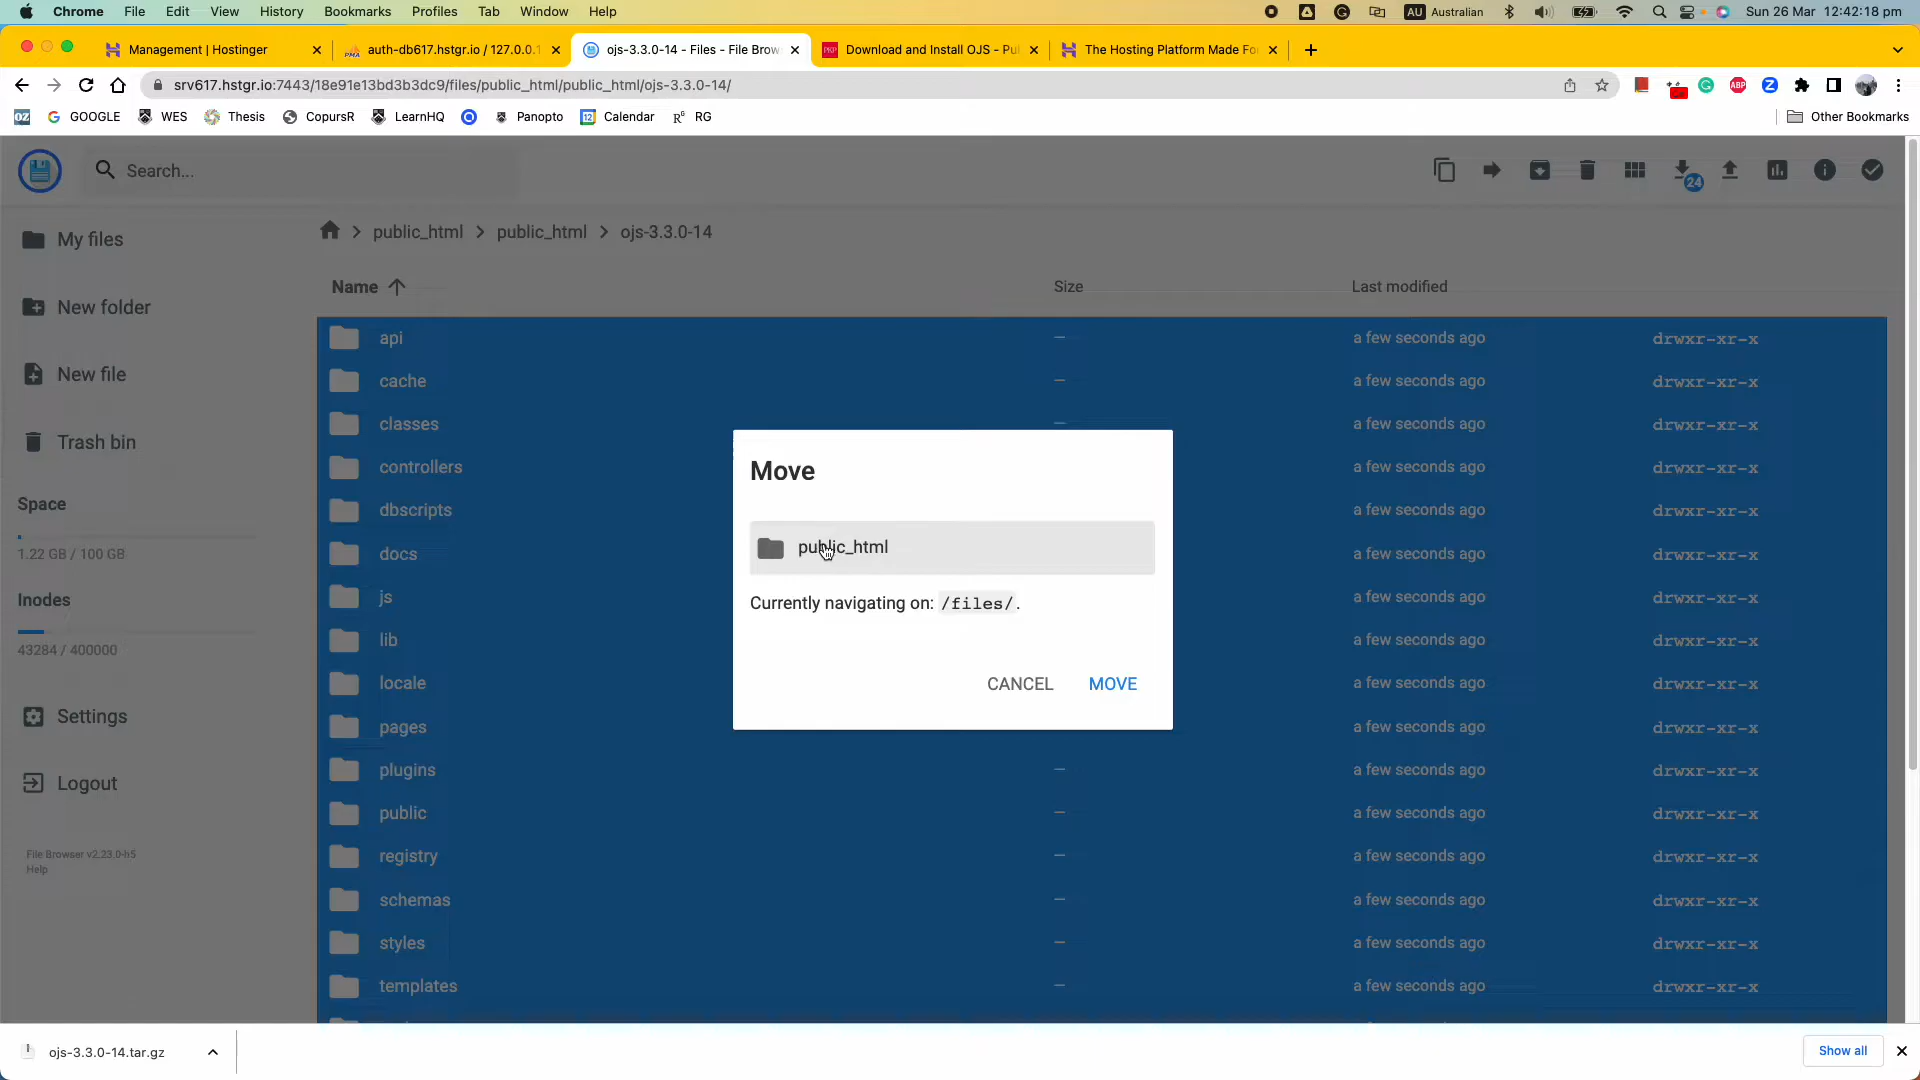 Chrome File Edit View History Bookmarks Profiles Tab Window Help AU Australian Sun 26 Mar 12:42:18 pm
Management | Hostinger auth-db617.hstgr.io / 127.0.0.1 ojs-3.3.0-14 - Files - File Brow Download and Install OJS - Pu The Hosting Platform Made Fo
srv617.hstgr.io:7443/18e91e13bd3b3dc9/files/public_html/public_html/ojs-3.3.0-14/
GOOGLE WES Thesis CopursR LearnHQ Panopto 12 Calendar RG Other Bookmarks
Search...
24
My files
New folder
New file
Trash bin
Space
1.22 GB / 100 GB
Inodes
43284 / 400000
Settings
Logout
File Browser v2.23.0-h5
Help
public_html > public_html > ojs-3.3.0-14
Name Size Last modified
api — a few seconds ago drwxr-xr-x
cache — a few seconds ago drwxr-xr-x
classes — a few seconds ago drwxr-xr-x
controllers a few seconds ago drwxr-xr-x
dbscripts a few seconds ago drwxr-xr-x
docs a few seconds ago drwxr-xr-x
js a few seconds ago drwxr-xr-x
lib a few seconds ago drwxr-xr-x
locale a few seconds ago drwxr-xr-x
pages a few seconds ago drwxr-xr-x
plugins — a few seconds ago drwxr-xr-x
public — a few seconds ago drwxr-xr-x
registry — a few seconds ago drwxr-xr-x
schemas — a few seconds ago drwxr-xr-x
styles — a few seconds ago drwxr-xr-x
templates — a few seconds ago drwxr-xr-x
Move
public_html
Currently navigating on: /files/.
CANCEL MOVE
ojs-3.3.0-14.tar.gz Show all